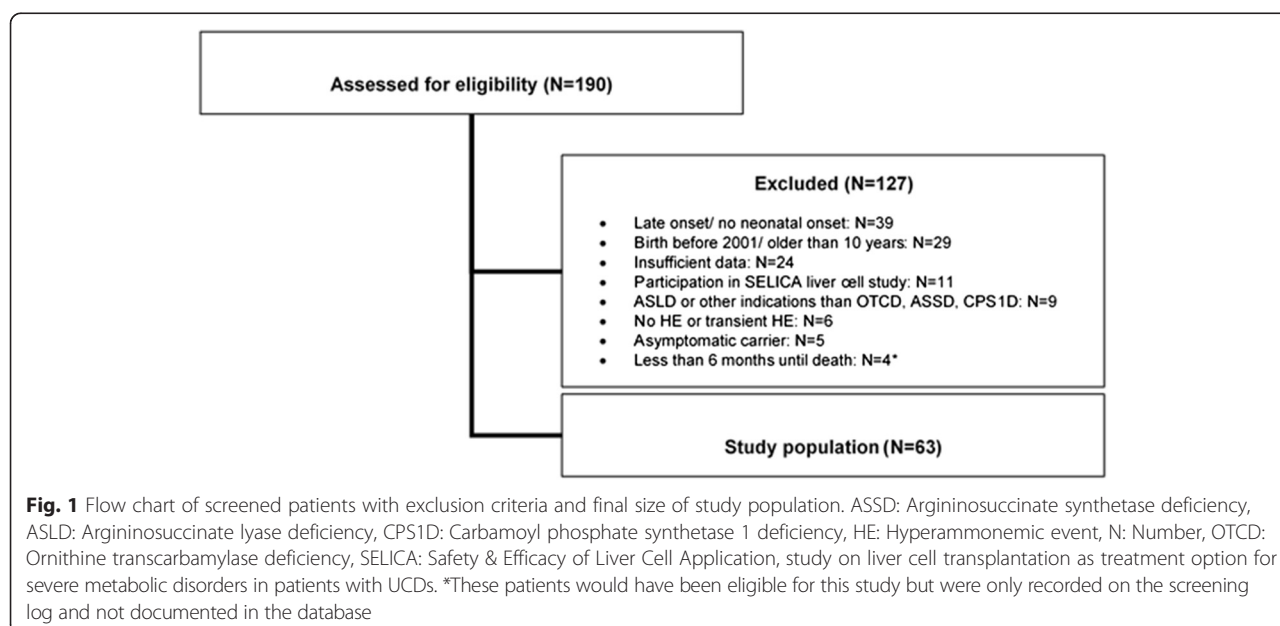 Assessed for eligibility (N=190)
Excluded (N=127)
• Late onset/ no neonatal onset: N=39
• Birth before 2001/ older than 10 years: N=29
• Insufficient data: N=24
• Participation in SELICA liver cell study: N=11
• ASLD or other indications than OTCD, ASSD, CPS1D: N=9
• No HE or transient HE: N=6
• Asymptomatic carrier: N=5
• Less than 6 months until death: N=4*
Study population (N=63)
Fig. 1 Flow chart of screened patients with exclusion criteria and final size of study population. ASSD: Argininosuccinate synthetase deficiency,
ASLD: Argininosuccinate lyase deficiency, CPS1D: Carbamoyl phosphate synthetase 1 deficiency, HE: Hyperammonemic event, N: Number, OTCD:
Ornithine transcarbamylase deficiency, SELICA: Safety & Efficacy of Liver Cell Application, study on liver cell transplantation as treatment option for
severe metabolic disorders in patients with UCDs. *These patients would have been eligible for this study but were only recorded on the screening
log and not documented in the database